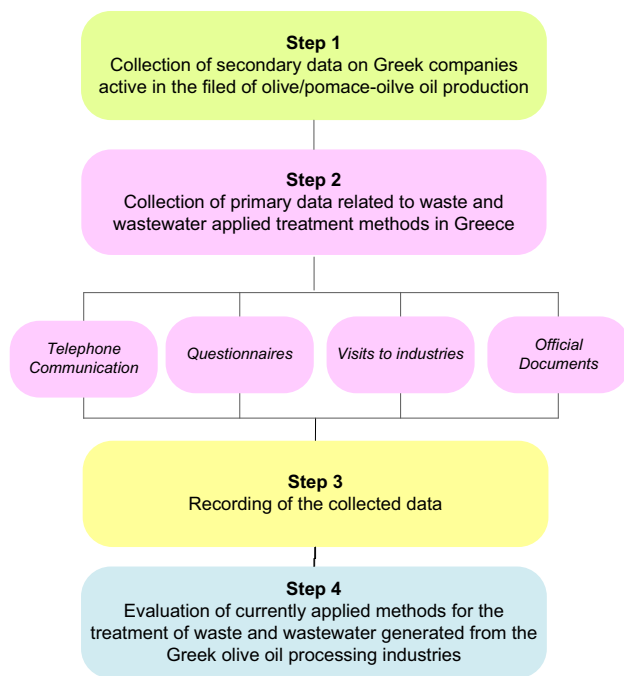 Step 1
Collection of secondary data on Greek companies
active in the filed of olive/pomace-oilve oil production
Step 2
Collection of primary data related to waste and
wastewater applied treatment methods in Greece
Telephone
Communication
Questionnaires
Visits to industries
Official
Documents
Step 3
Recording of the collected data
Step 4
Evaluation of currently applied methods for the
treatment of waste and wastewater generated from the
Greek olive oil processing industries